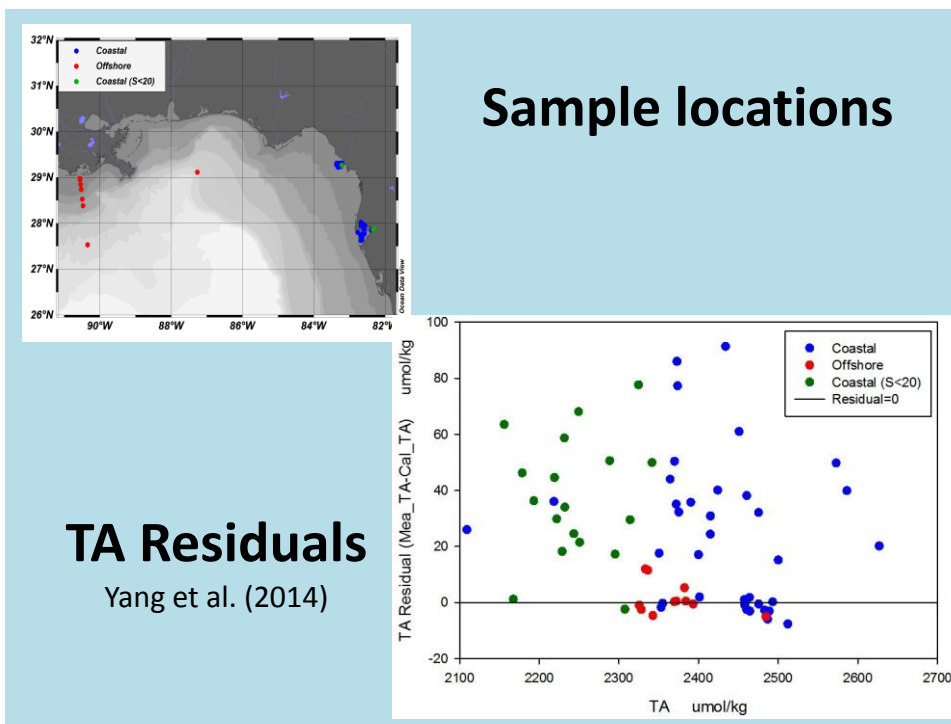 Sample locations
32°N
31°N
30°N
29°N
28°N
27°N
26°N
90°W
88°W
86°W
84°W
82°W
Coastal
Offshore
Coastal (S<20)
Ocean Data View
TA Residuals
Yang et al. (2014)
TA Residual (Mea_TA-Cal_TA) umol/kg
100
80
60
40
20
0
-20
2100
2200
2300
2400
2500
2600
2700
TA umol/kg
Coastal
Offshore
Coastal (S<20)
Residual=0